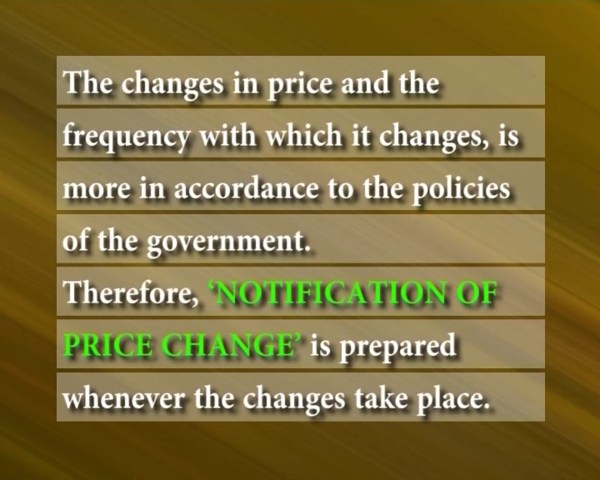 The changes in price and the
frequency with which it changes, is
more in accordance to the policies
of the government.
Therefore, ‘NOTIFICATION OF
PRICE CHANGE’ is prepared
whenever the changes take place.